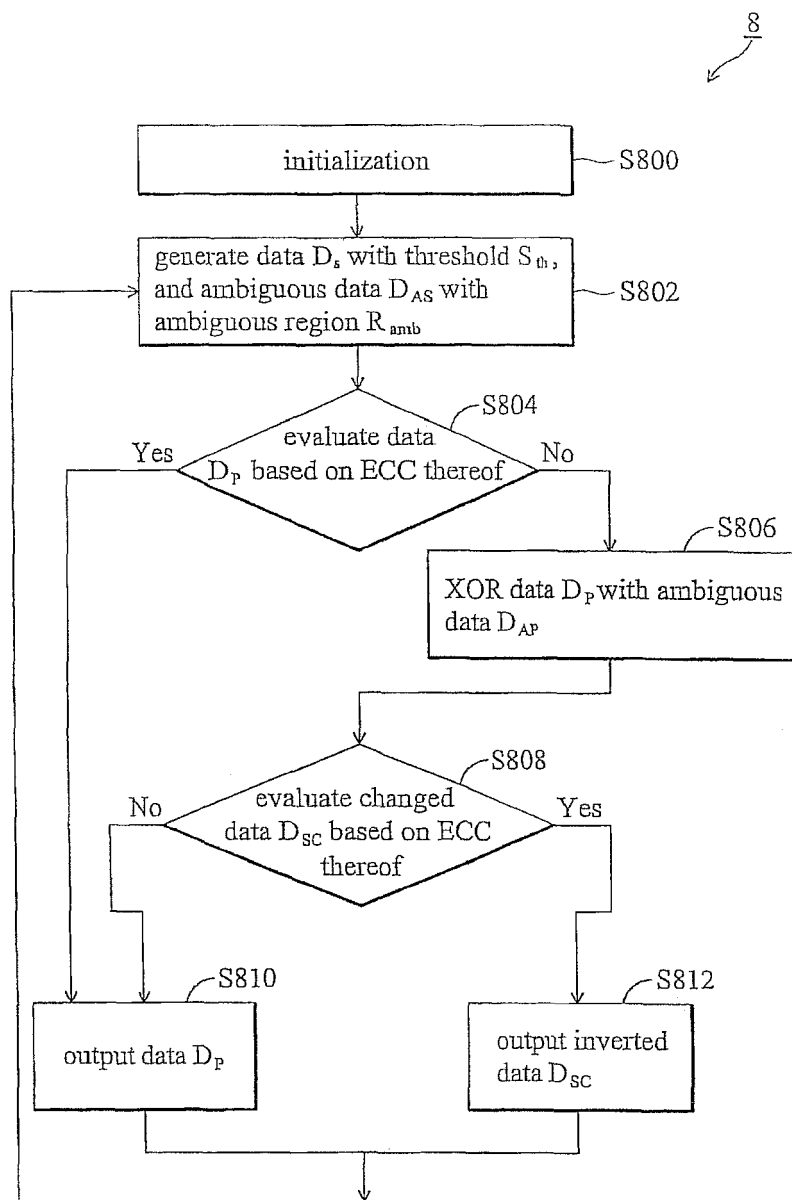 8
initialization
S800
generate data Dₛ with threshold Sₜₕ,
and ambiguous data D_AS with
ambiguous region R_amb
S802
S804
evaluate data
D_P based on ECC thereof
Yes
No
S806
XOR data D_P with ambiguous
data D_AP
S808
evaluate changed
data D_SC based on ECC
thereof
No
Yes
S810
output data D_P
S812
output inverted
data D_SC